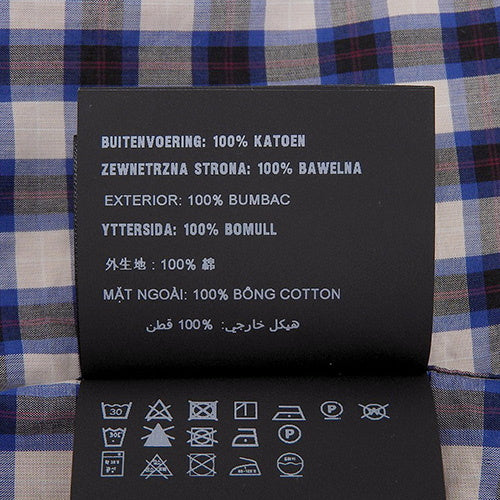 BUITENVOERING: 100% KATOEN
ZEWNETRZNA STRONA: 100% BAWELNA
EXTERIOR: 100% BUMBAC
YTTERSIDA: 100% BOMULL
外生地 : 100% 綿
MẶT NGOÀI: 100% BÔNG COTTON
هيكل خارجي: 100% قطن
30